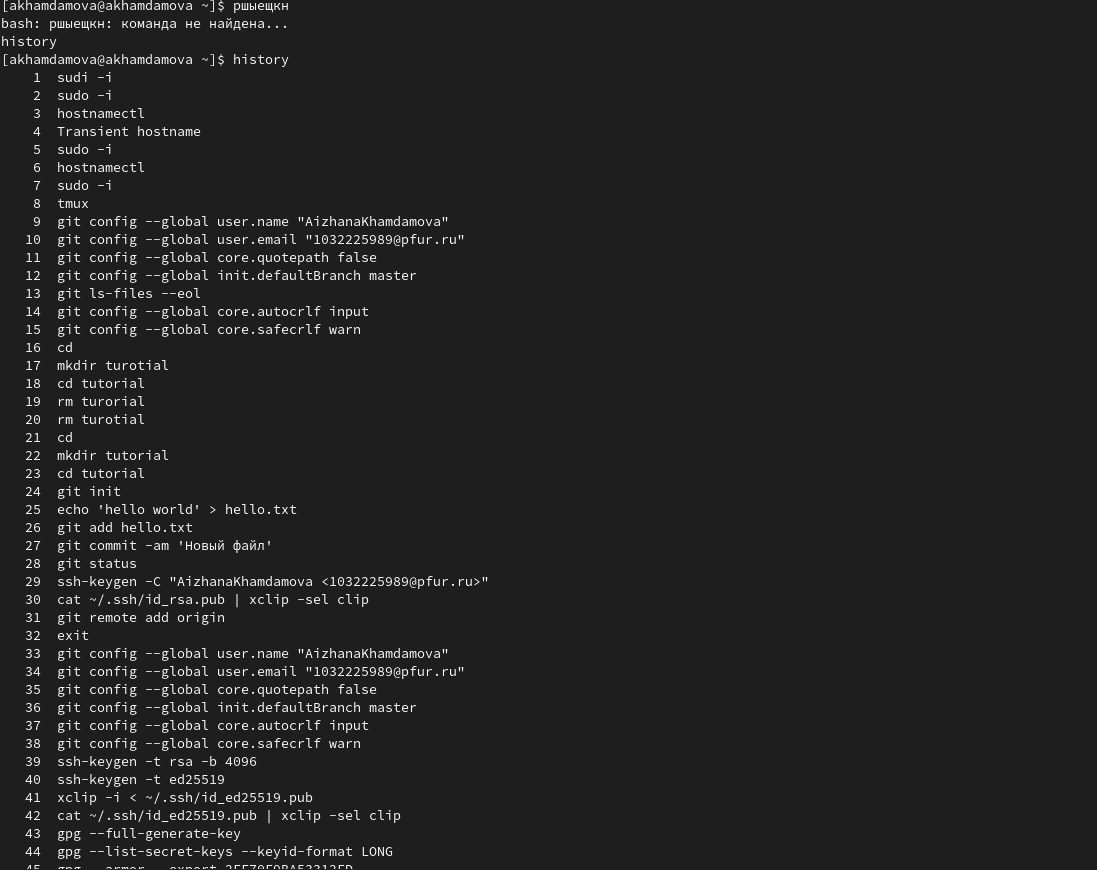 [akhamdamova@akhamdamova ~]$ ршыещкн
bash: ршыещкн: команда не найдена...
history
[akhamdamova@akhamdamova ~]$ history
1 sudi -i
2 sudo -i
3 hostnamectl
4 Transient hostname
5 sudo -i
6 hostnamectl
7 sudo -i
8 tmux
9 git config --global user.name "AizhanaKhamdamova"
10 git config --global user.email "1032225989@pfur.ru"
11 git config --global core.quotepath false
12 git config --global init.defaultBranch master
13 git ls-files --eol
14 git config --global core.autocrlf input
15 git config --global core.safecrlf warn
16 cd
17 mkdir turotial
18 cd tutorial
19 rm turorial
20 rm turotial
21 cd
22 mkdir tutorial
23 cd tutorial
24 git init
25 echo 'hello world' > hello.txt
26 git add hello.txt
27 git commit -am 'Новый файл'
28 git status
29 ssh-keygen -C "AizhanaKhamdamova <1032225989@pfur.ru>"
30 cat ~/.ssh/id_rsa.pub | xclip -sel clip
31 git remote add origin
32 exit
33 git config --global user.name "AizhanaKhamdamova"
34 git config --global user.email "1032225989@pfur.ru"
35 git config --global core.quotepath false
36 git config --global init.defaultBranch master
37 git config --global core.autocrlf input
38 git config --global core.safecrlf warn
39 ssh-keygen -t rsa -b 4096
40 ssh-keygen -t ed25519
41 xclip -i < ~/.ssh/id_ed25519.pub
42 cat ~/.ssh/id_ed25519.pub | xclip -sel clip
43 gpg --full-generate-key
44 gpg --list-secret-keys --keyid-format LONG
45 gpg --armor --export